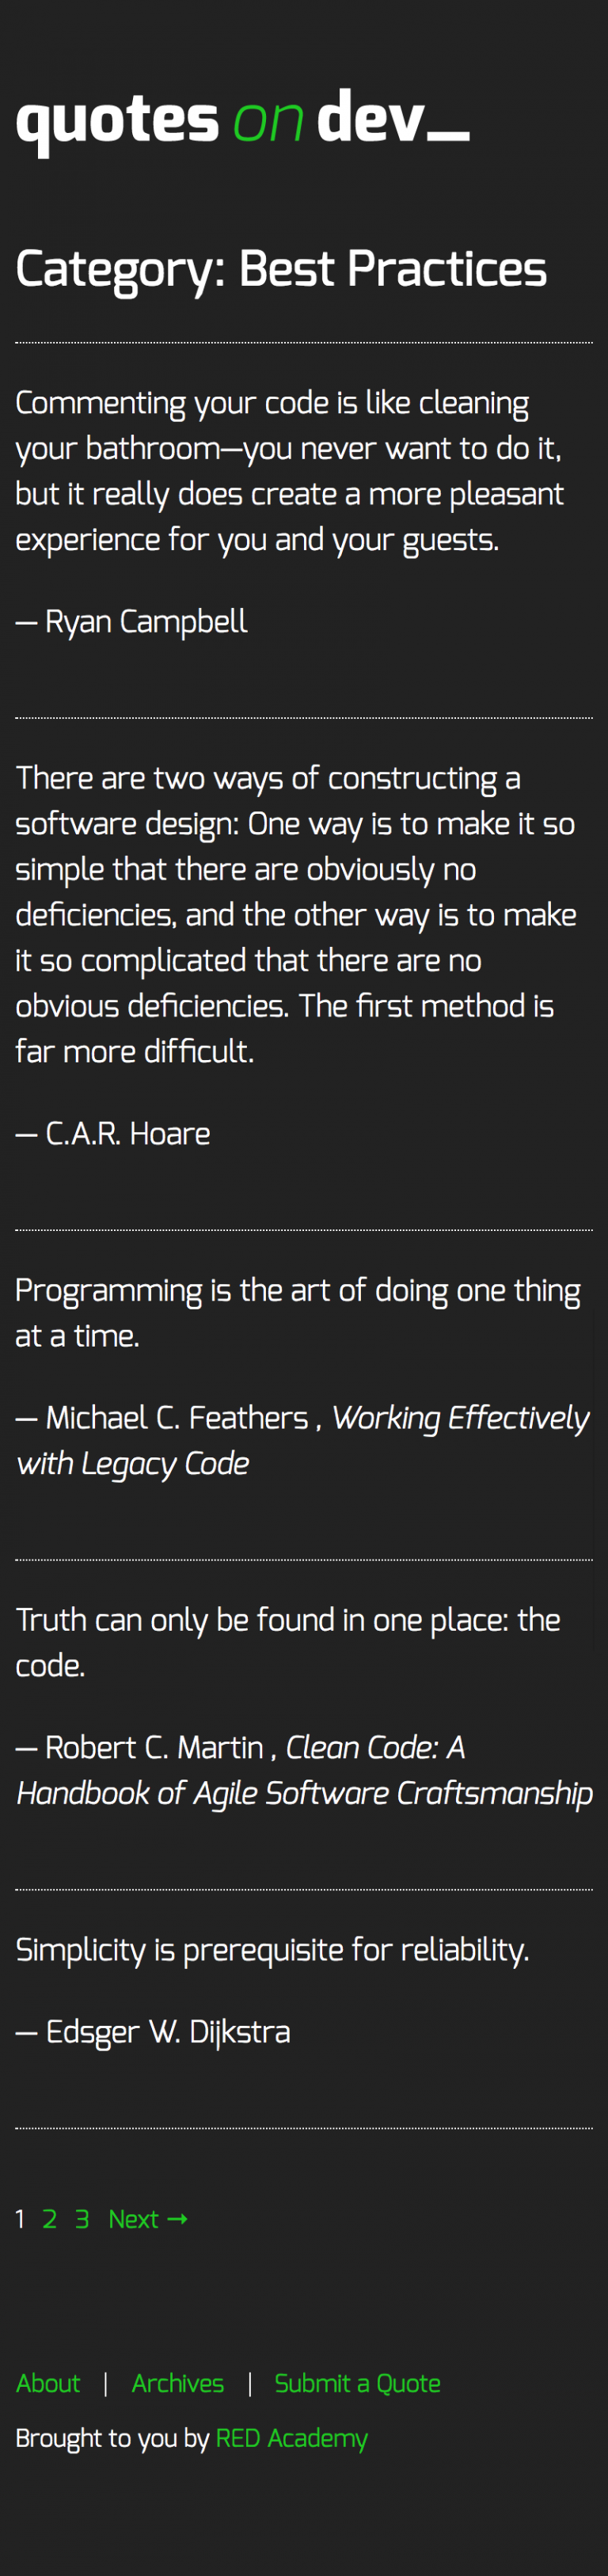 quotes on dev_
Category: Best Practices
Commenting your code is like cleaning
your bathroom—you never want to do it,
but it really does create a more pleasant
experience for you and your guests.
— Ryan Campbell
There are two ways of constructing a
software design: One way is to make it so
simple that there are obviously no
deficiencies, and the other way is to make
it so complicated that there are no
obvious deficiencies. The first method is
far more difficult.
— C.A.R. Hoare
Programming is the art of doing one thing
at a time.
— Michael C. Feathers , Working Effectively
with Legacy Code
Truth can only be found in one place: the
code.
— Robert C. Martin , Clean Code: A
Handbook of Agile Software Craftsmanship
Simplicity is prerequisite for reliability.
— Edsger W. Dijkstra
1 2 3 Next →
About | Archives | Submit a Quote
Brought to you by RED Academy